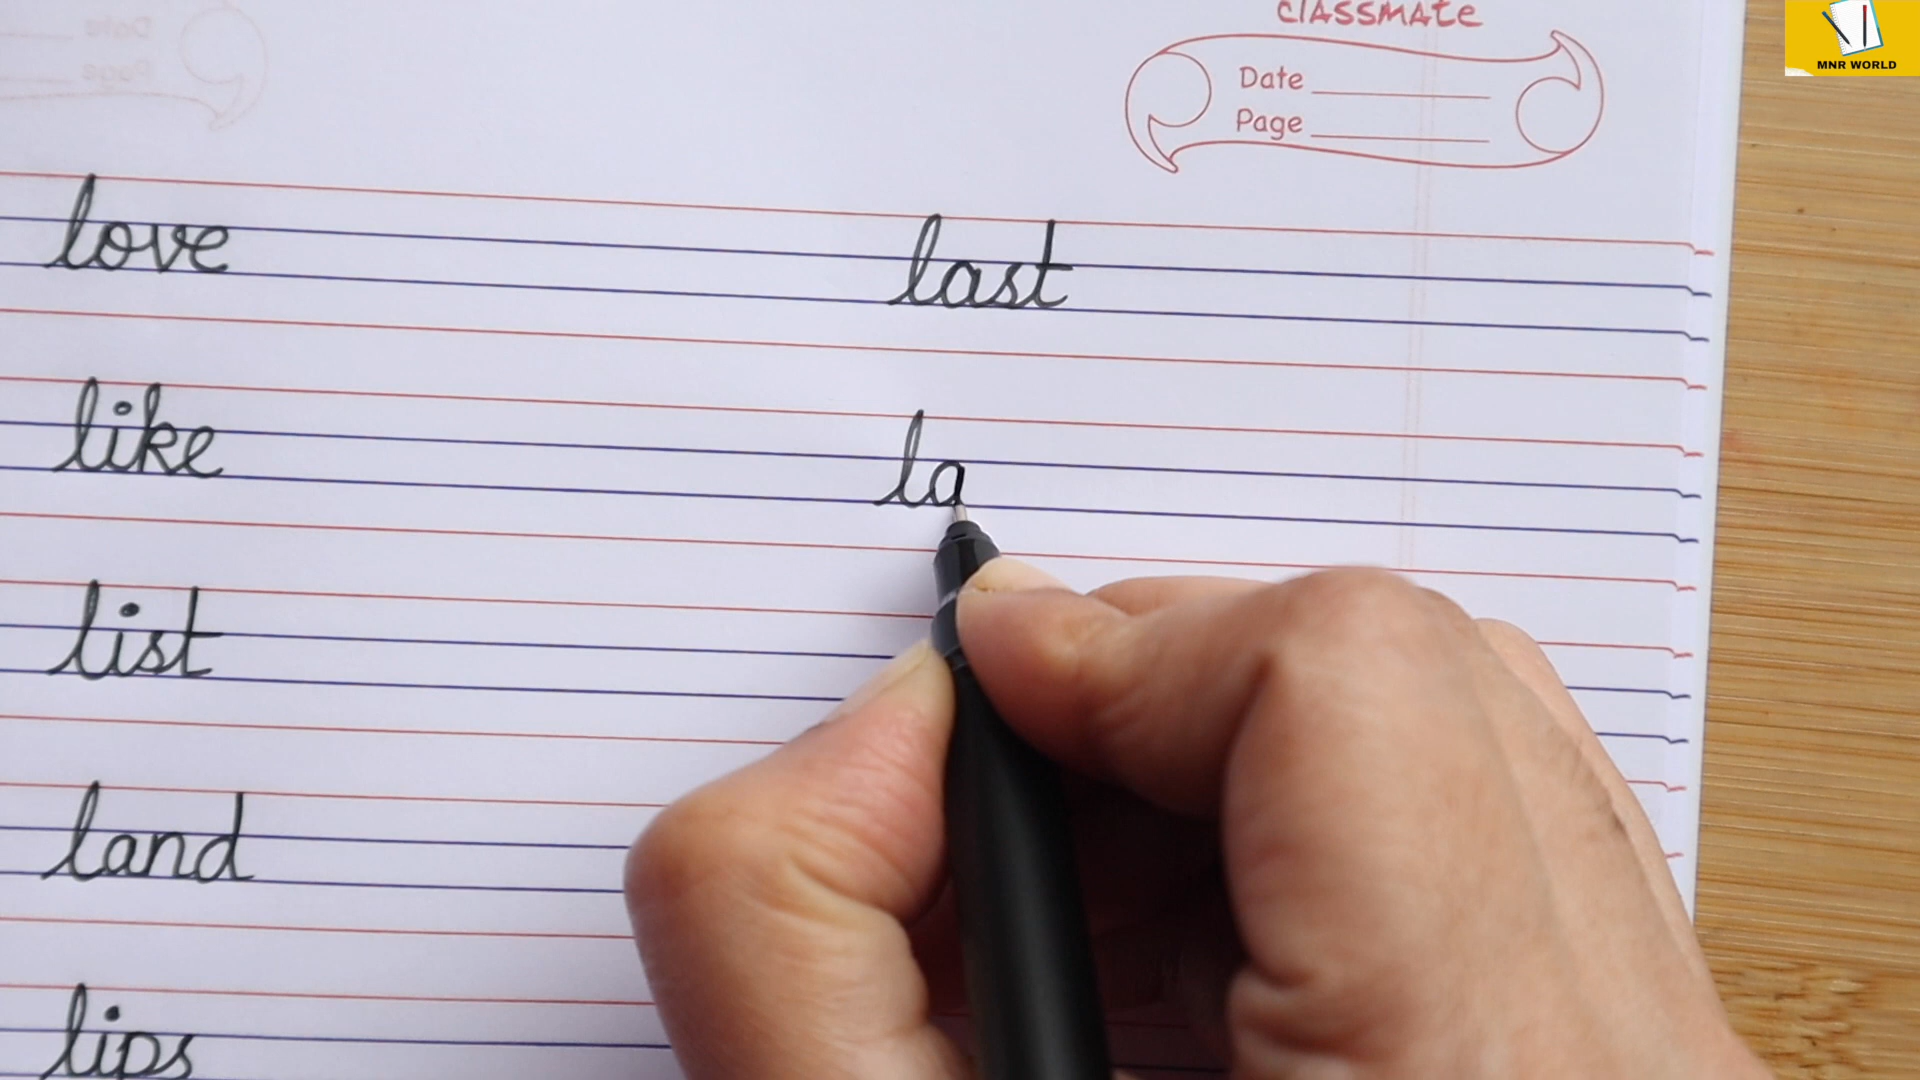 classmate
Date
Page
MNR WORLD
love
last
like
la
list
land
lips